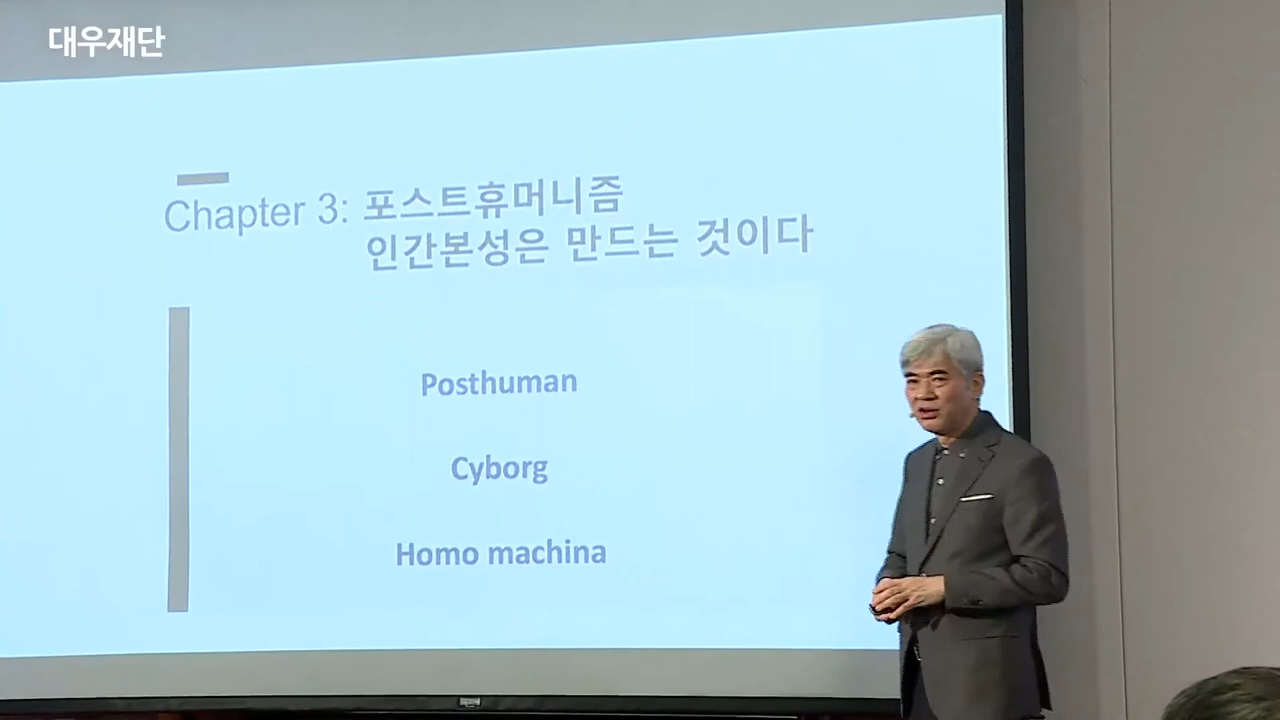 대우재단
Chapter 3: 포스트휴머니즘
인간본성은 만드는 것이다
Posthuman
Cyborg
Homo machina